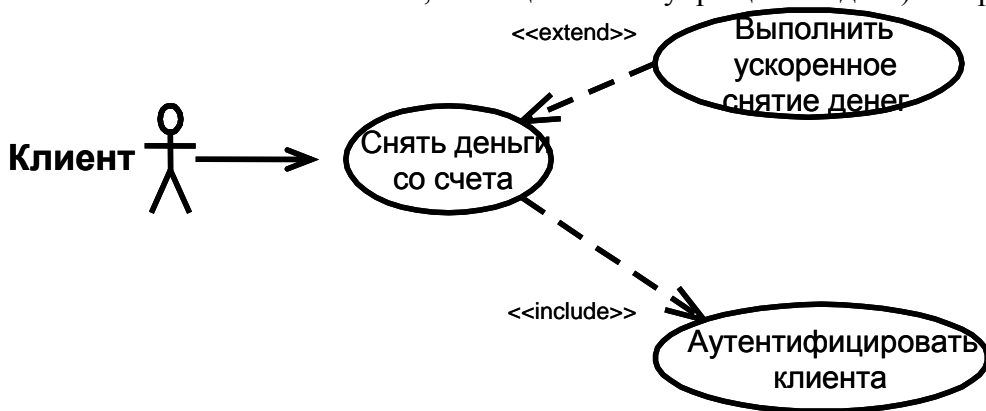 <<extend>>
Выполнить
ускоренное
снятие денег
Клиент
Снять деньги
со счета
<<include>>
Аутентифицировать
клиента